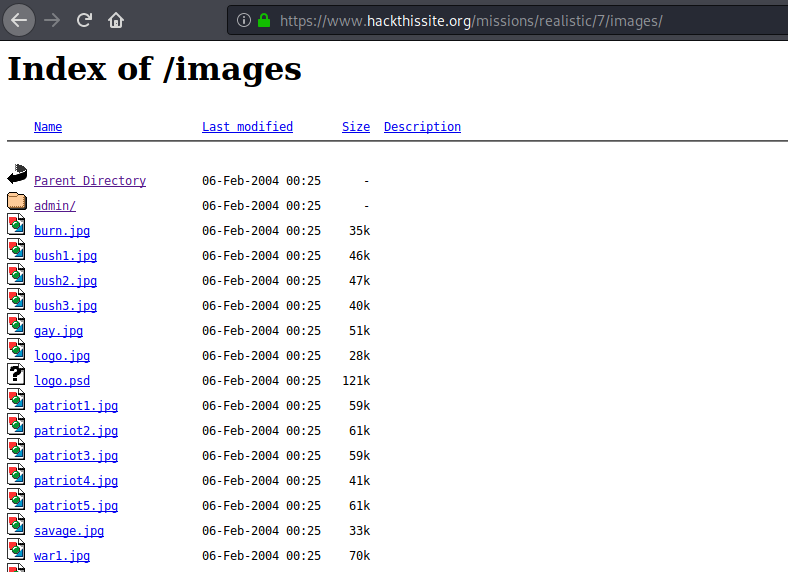 https://www.hackthissite.org/missions/realistic/7/images/
Index of /images
Name Last modified Size Description
Parent Directory 06-Feb-2004 00:25 -
admin/ 06-Feb-2004 00:25 -
burn.jpg 06-Feb-2004 00:25 35k
bush1.jpg 06-Feb-2004 00:25 46k
bush2.jpg 06-Feb-2004 00:25 47k
bush3.jpg 06-Feb-2004 00:25 40k
gay.jpg 06-Feb-2004 00:25 51k
logo.jpg 06-Feb-2004 00:25 28k
logo.psd 06-Feb-2004 00:25 121k
patriot1.jpg 06-Feb-2004 00:25 59k
patriot2.jpg 06-Feb-2004 00:25 61k
patriot3.jpg 06-Feb-2004 00:25 59k
patriot4.jpg 06-Feb-2004 00:25 41k
patriot5.jpg 06-Feb-2004 00:25 61k
savage.jpg 06-Feb-2004 00:25 33k
war1.jpg 06-Feb-2004 00:25 70k